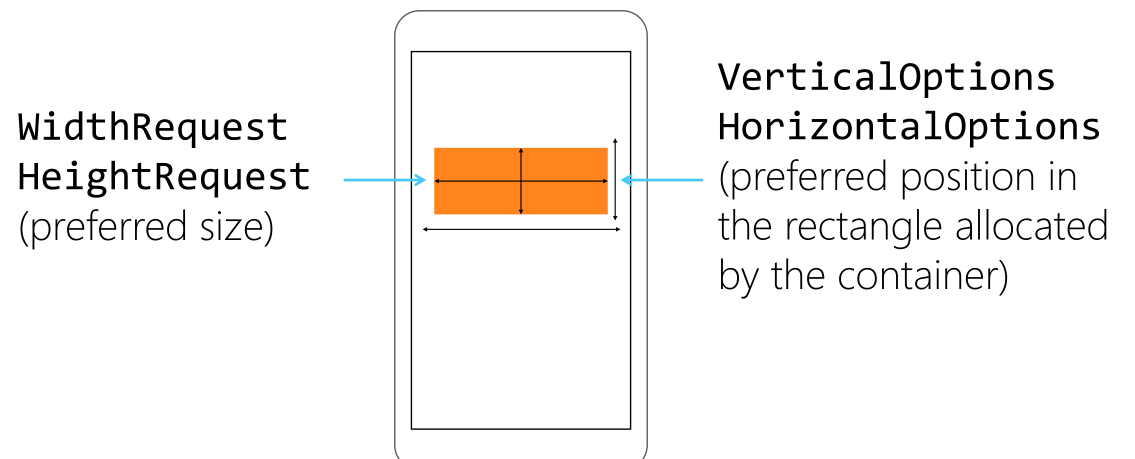 WidthRequest
HeightRequest
(preferred size)
VerticalOptions
HorizontalOptions
(preferred position in
the rectangle allocated
by the container)